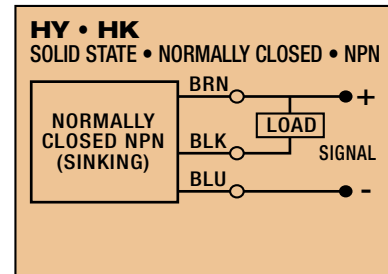 HY • HK
SOLID STATE • NORMALLY CLOSED • NPN
BRN
+
NORMALLY
CLOSED NPN
(SINKING)
LOAD
BLK
SIGNAL
BLU
-